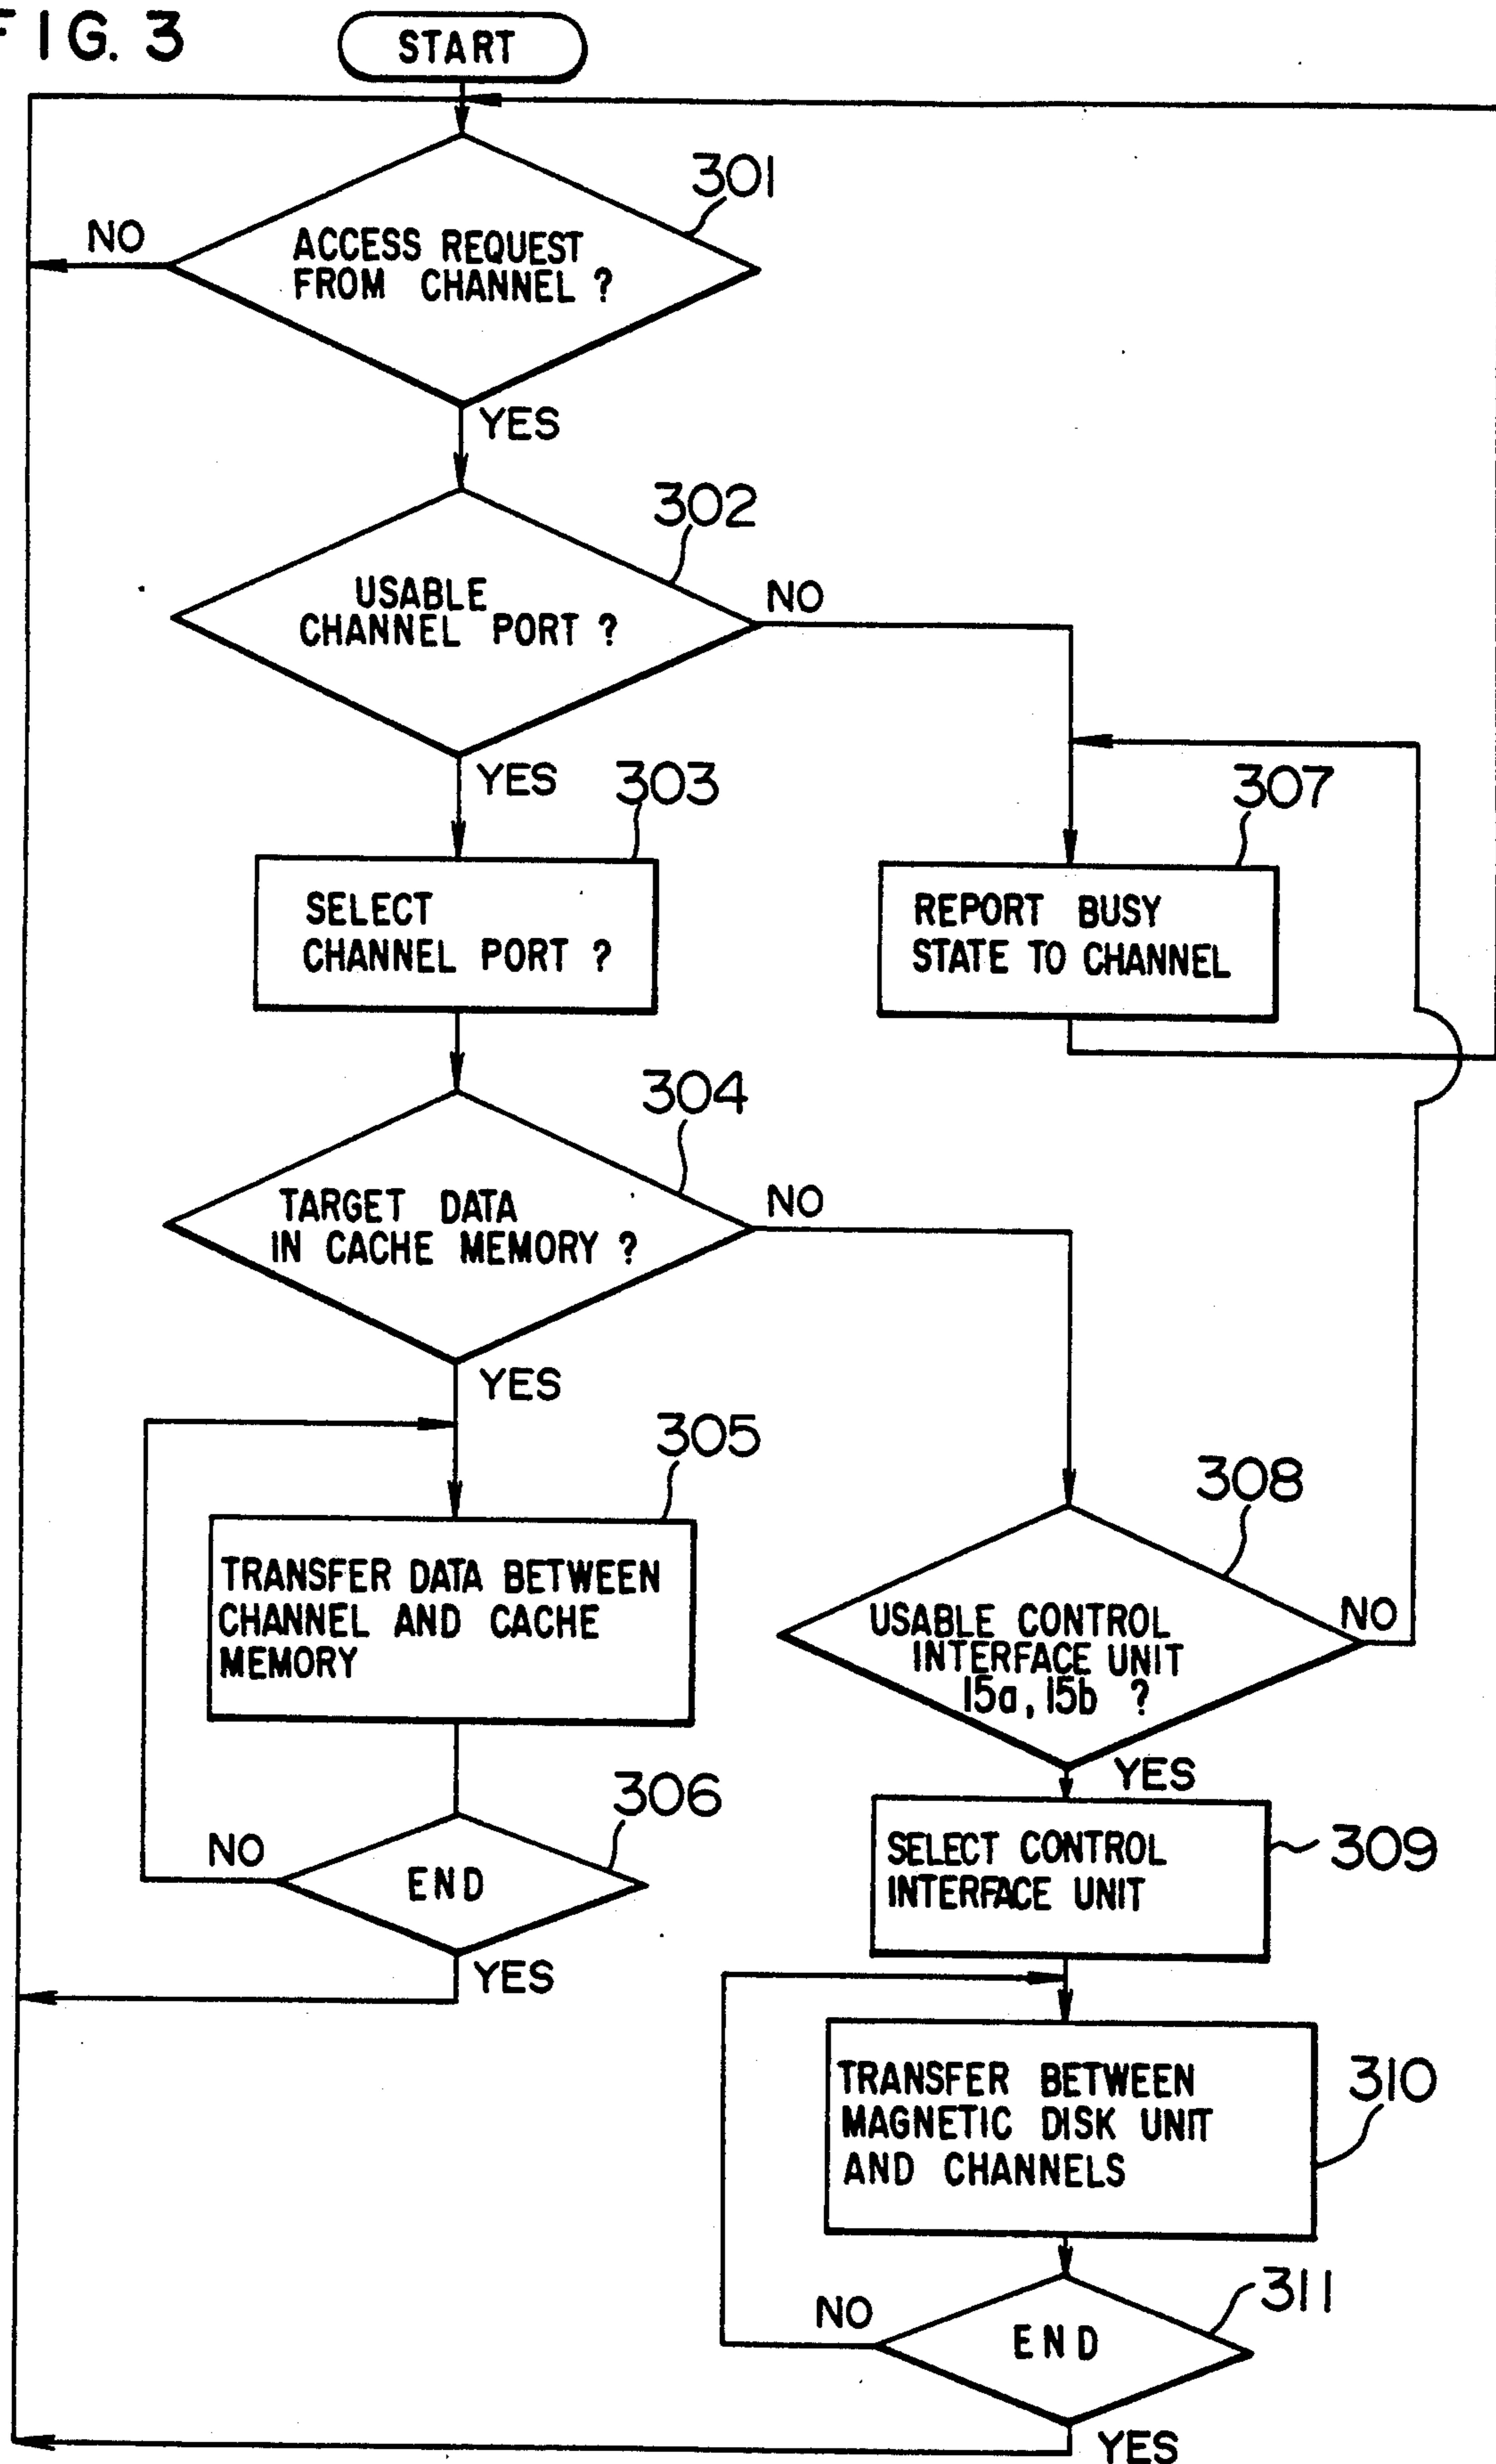 FIG. 3
START
301
ACCESS REQUEST
FROM CHANNEL ?
NO
YES
302
USABLE
CHANNEL PORT ?
NO
YES
303
SELECT
CHANNEL PORT ?
307
REPORT BUSY
STATE TO CHANNEL
304
TARGET DATA
IN CACHE MEMORY ?
NO
YES
305
TRANSFER DATA BETWEEN
CHANNEL AND CACHE
MEMORY
308
USABLE CONTROL
INTERFACE UNIT
15a, 15b ?
NO
YES
306
END
NO
YES
309
SELECT CONTROL
INTERFACE UNIT
310
TRANSFER BETWEEN
MAGNETIC DISK UNIT
AND CHANNELS
311
END
NO
YES